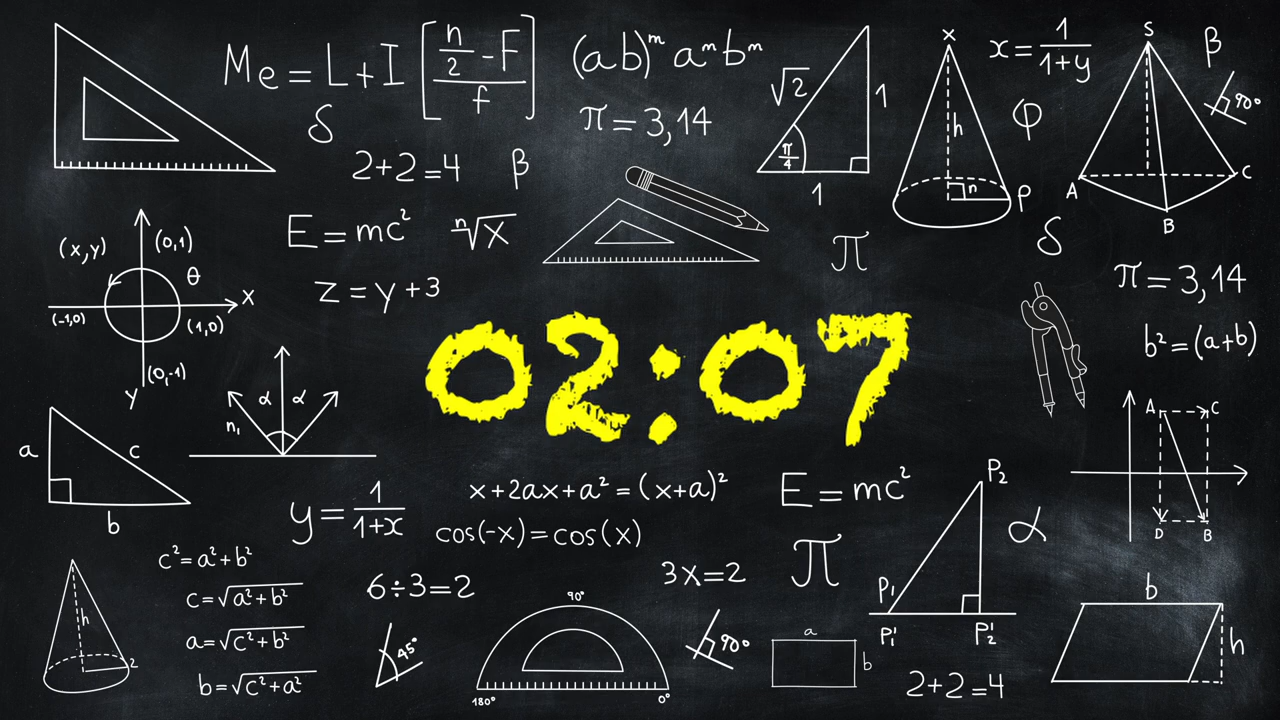 Me = L + I [(n/2 - F)/f]
(ab)ᵐ aᵐbᵐ
δ
π = 3,14
2+2=4
β
√2
1
π/4
1
x
h
n
P
x = 1/(1+y)
φ
S
A
B
C
β
90°
δ
(x,y)
(0,1)
θ
x
(-1,0)
(1,0)
(0,-1)
y
E = mc²
ⁿ√x
z = y+3
π
π = 3,14
b² = (a+b)
02:07
n₁
α
α
a
c
b
A
C
D
B
y = 1/(1+x)
x+2ax+a² = (x+a)²
cos(-x) = cos(x)
E = mc²
P₂
α
P₁
P₁'
P₂'
h
2
c² = a²+b²
c = √a²+b²
a = √c²+b²
b = √c²+a²
6÷3=2
3x=2
π
45°
90°
180°
0°
90°
a
b
2+2=4
b
h